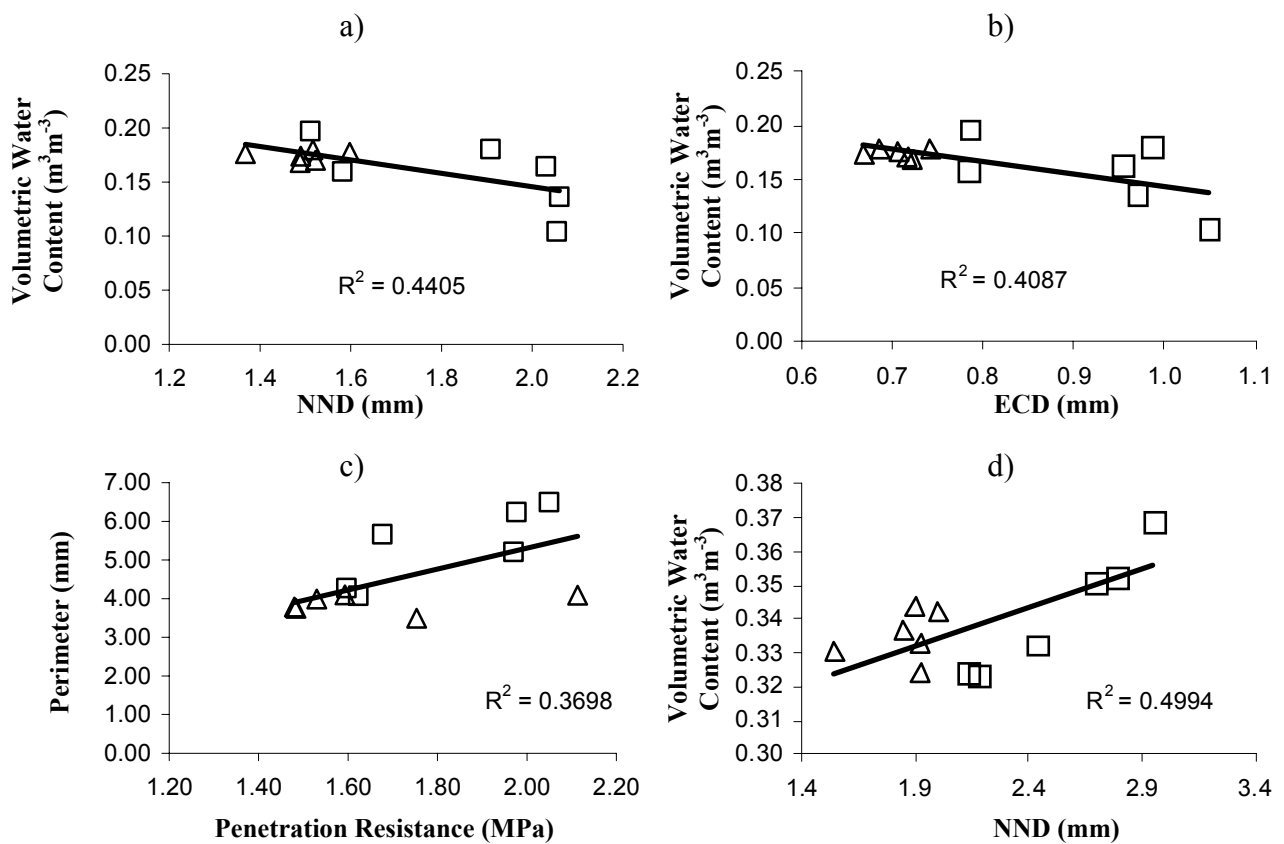 a)
Volumetric Water
Content (m³m⁻³)
0.25
0.20
0.15
0.10
0.05
0.00
R² = 0.4405
1.2 1.4 1.6 1.8 2.0 2.2
NND (mm)
b)
Volumetric Water
Content (m³m⁻³)
0.25
0.20
0.15
0.10
0.05
0.00
R² = 0.4087
0.6 0.7 0.8 0.9 1.0 1.1
ECD (mm)
c)
Perimeter (mm)
7.00
6.00
5.00
4.00
3.00
2.00
1.00
0.00
R² = 0.3698
1.20 1.40 1.60 1.80 2.00 2.20
Penetration Resistance (MPa)
d)
Volumetric Water
Content (m³m⁻³)
0.38
0.37
0.36
0.35
0.34
0.33
0.32
0.31
0.30
R² = 0.4994
1.4 1.9 2.4 2.9 3.4
NND (mm)